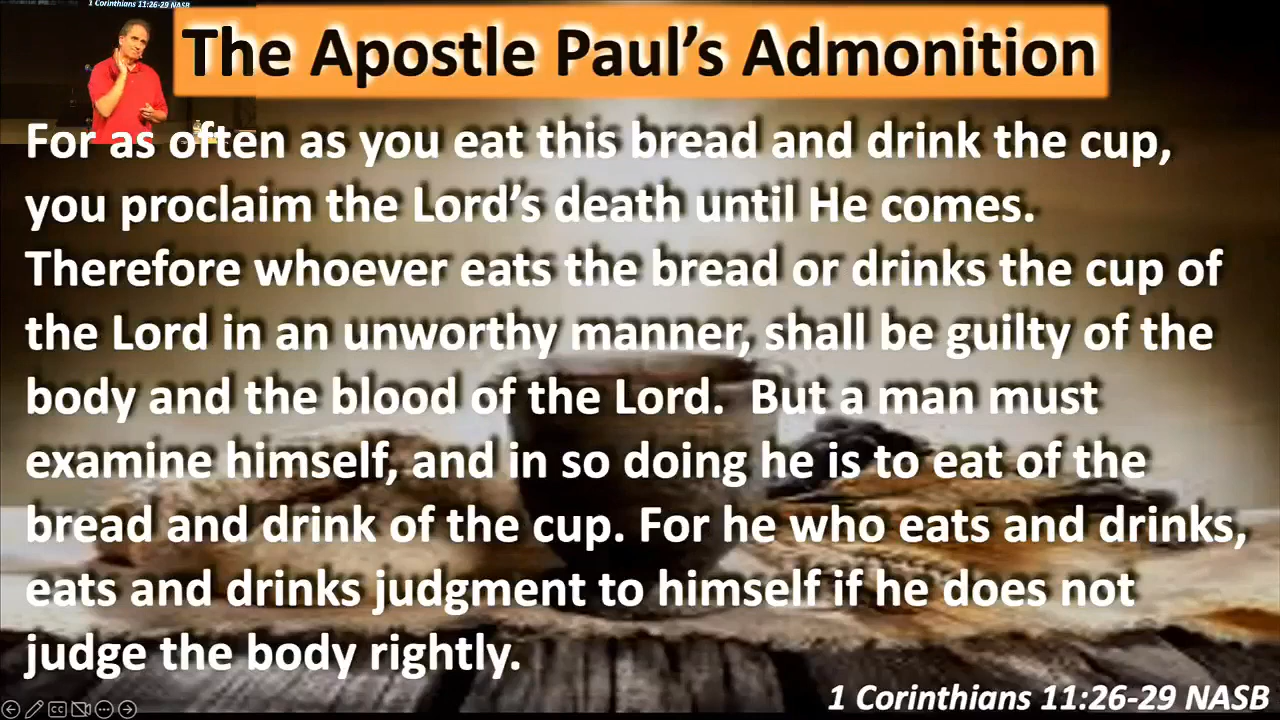 1 Corinthians 11:26-29 NASB
The Apostle Paul's Admonition
For as often as you eat this bread and drink the cup,
you proclaim the Lord's death until He comes.
Therefore whoever eats the bread or drinks the cup of
the Lord in an unworthy manner, shall be guilty of the
body and the blood of the Lord.  But a man must
examine himself, and in so doing he is to eat of the
bread and drink of the cup. For he who eats and drinks,
eats and drinks judgment to himself if he does not
judge the body rightly.
1 Corinthians 11:26-29 NASB
CC